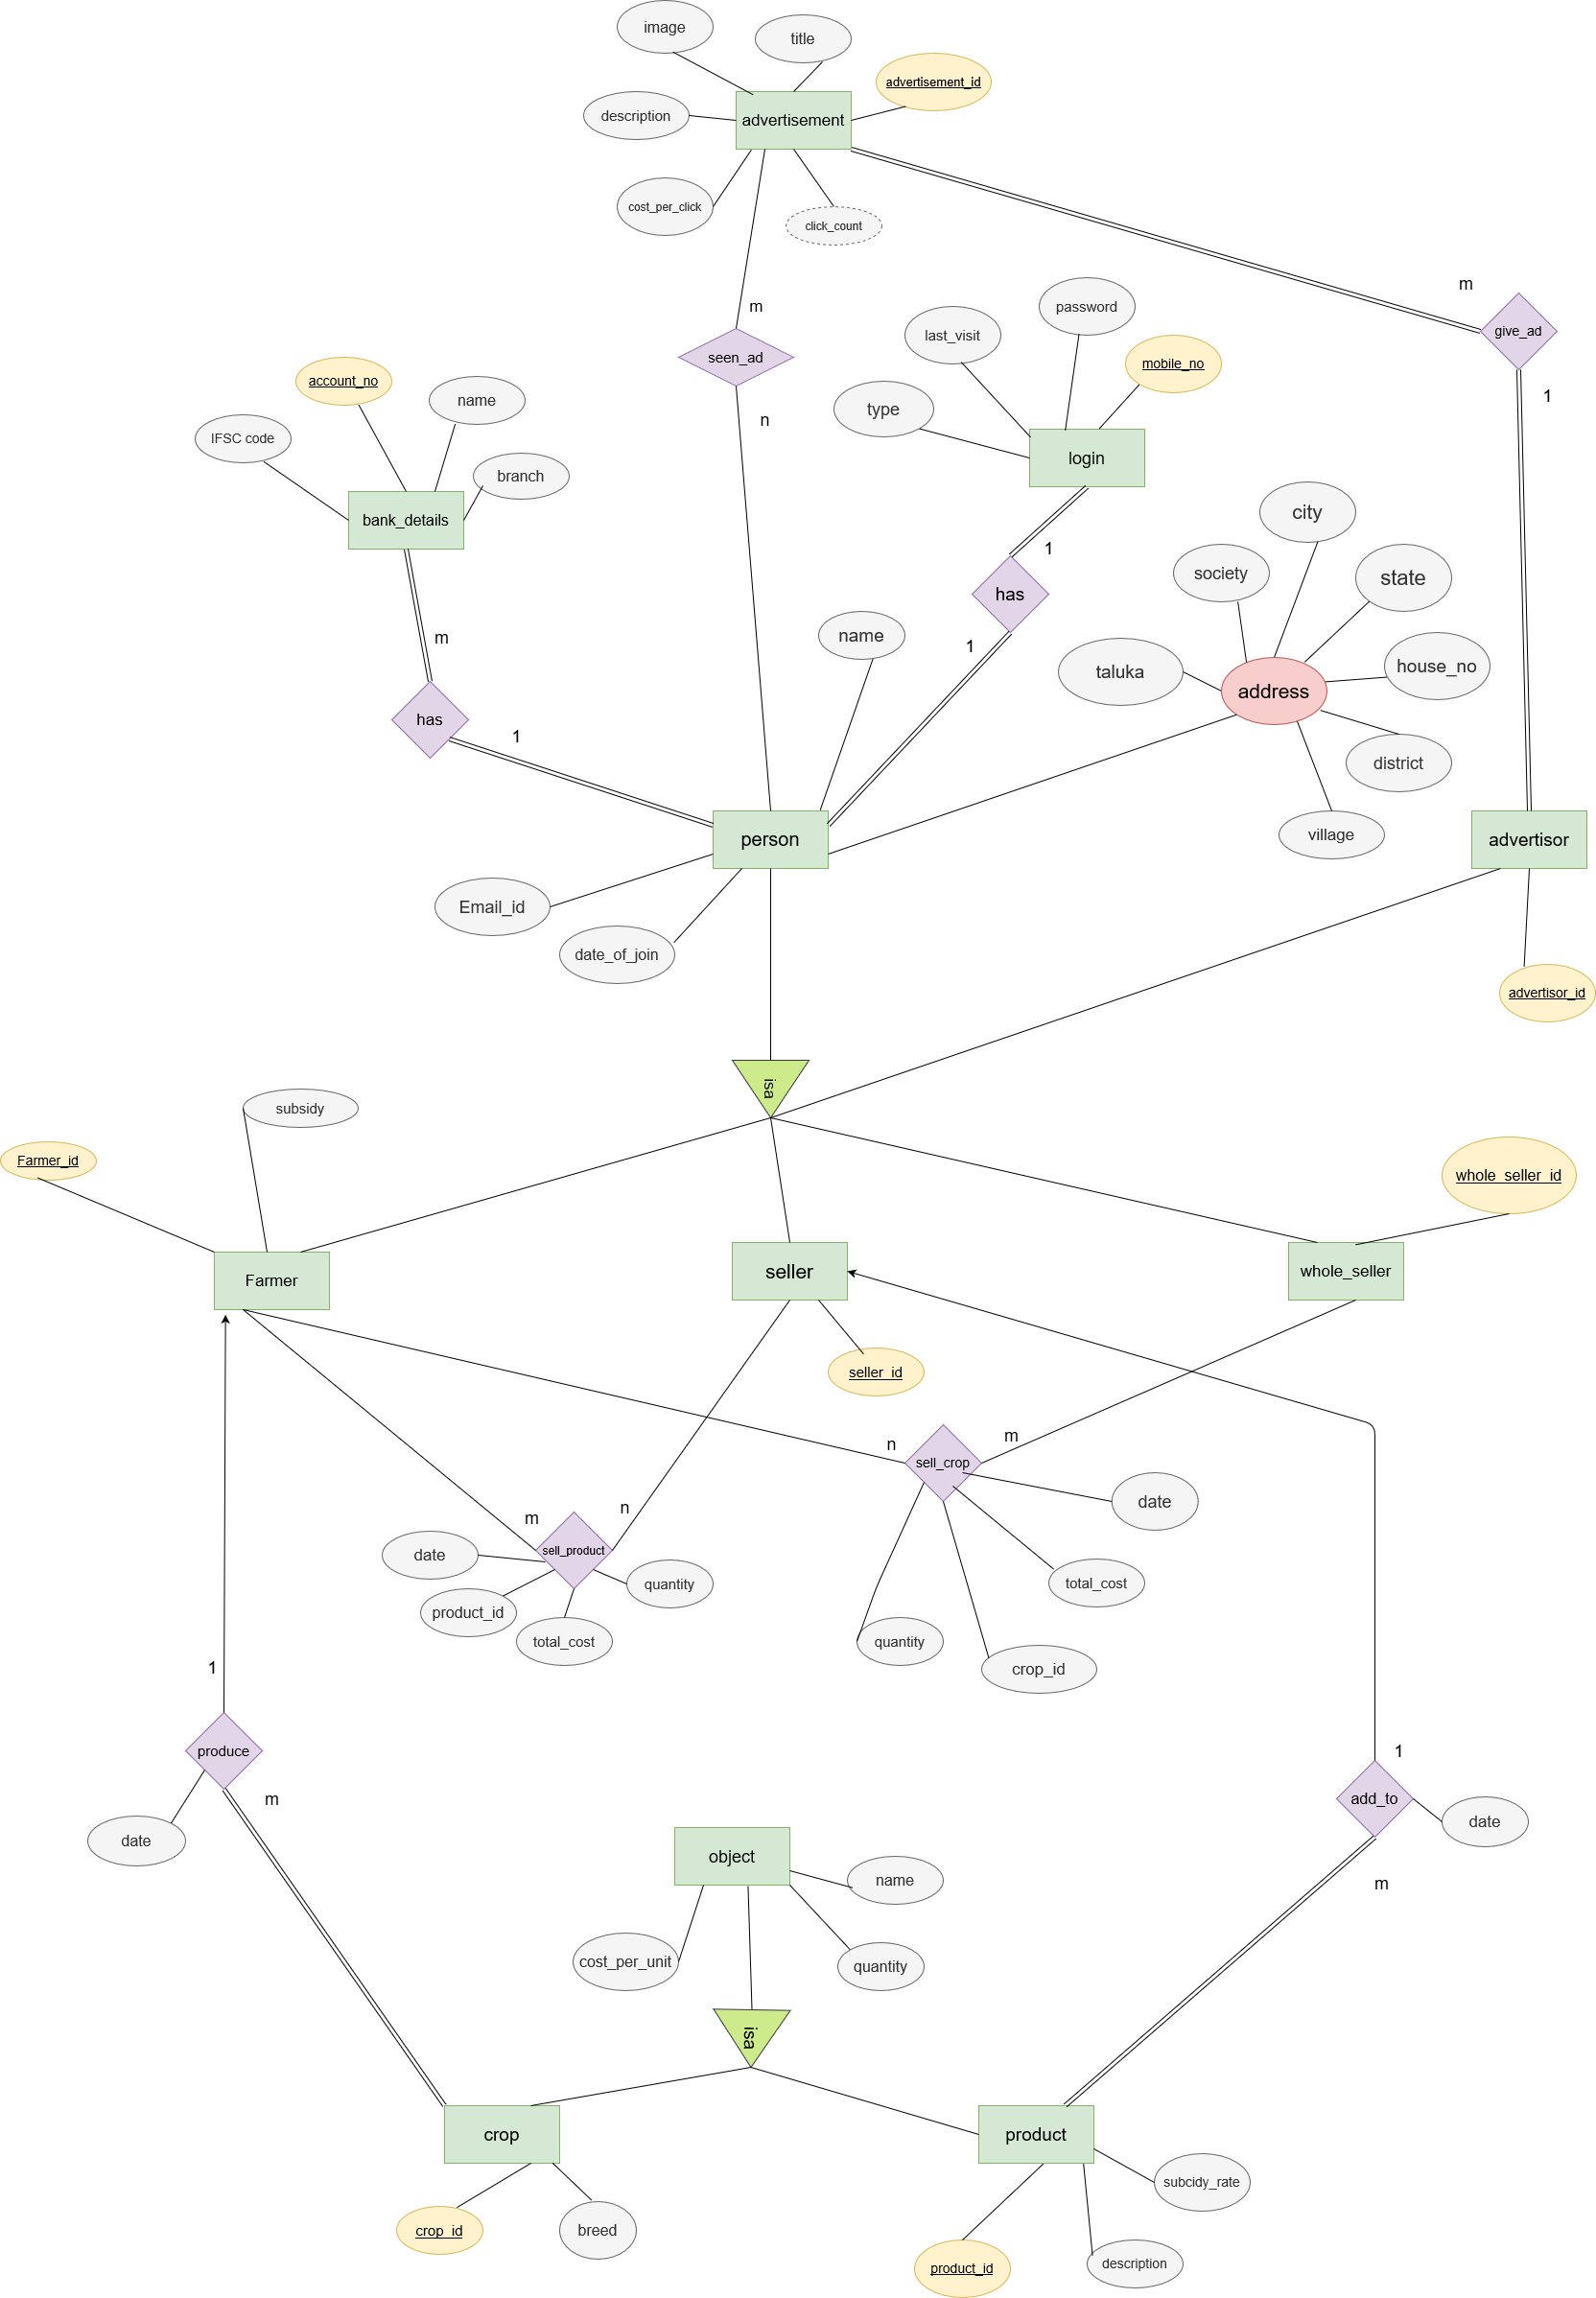 image
title
advertisement_id
description
advertisement
cost_per_click
click_count
m
m
give_ad
seen_ad
password
last_visit
mobile_no
account_no
name
type
1
IFSC code
n
login
branch
bank_details
city
1
society
state
has
m
name
1
taluka
house_no
address
has
1
district
person
village
advertisor
Email_id
date_of_join
advertisor_id
isa
subsidy
Farmer_id
whole_seller_id
Farmer
seller
whole_seller
seller_id
n
m
sell_crop
date
m
n
sell_product
date
quantity
product_id
total_cost
total_cost
quantity
crop_id
1
produce
1
m
add_to
date
date
object
name
m
cost_per_unit
quantity
isa
crop
product
subcidy_rate
crop_id
breed
product_id
description